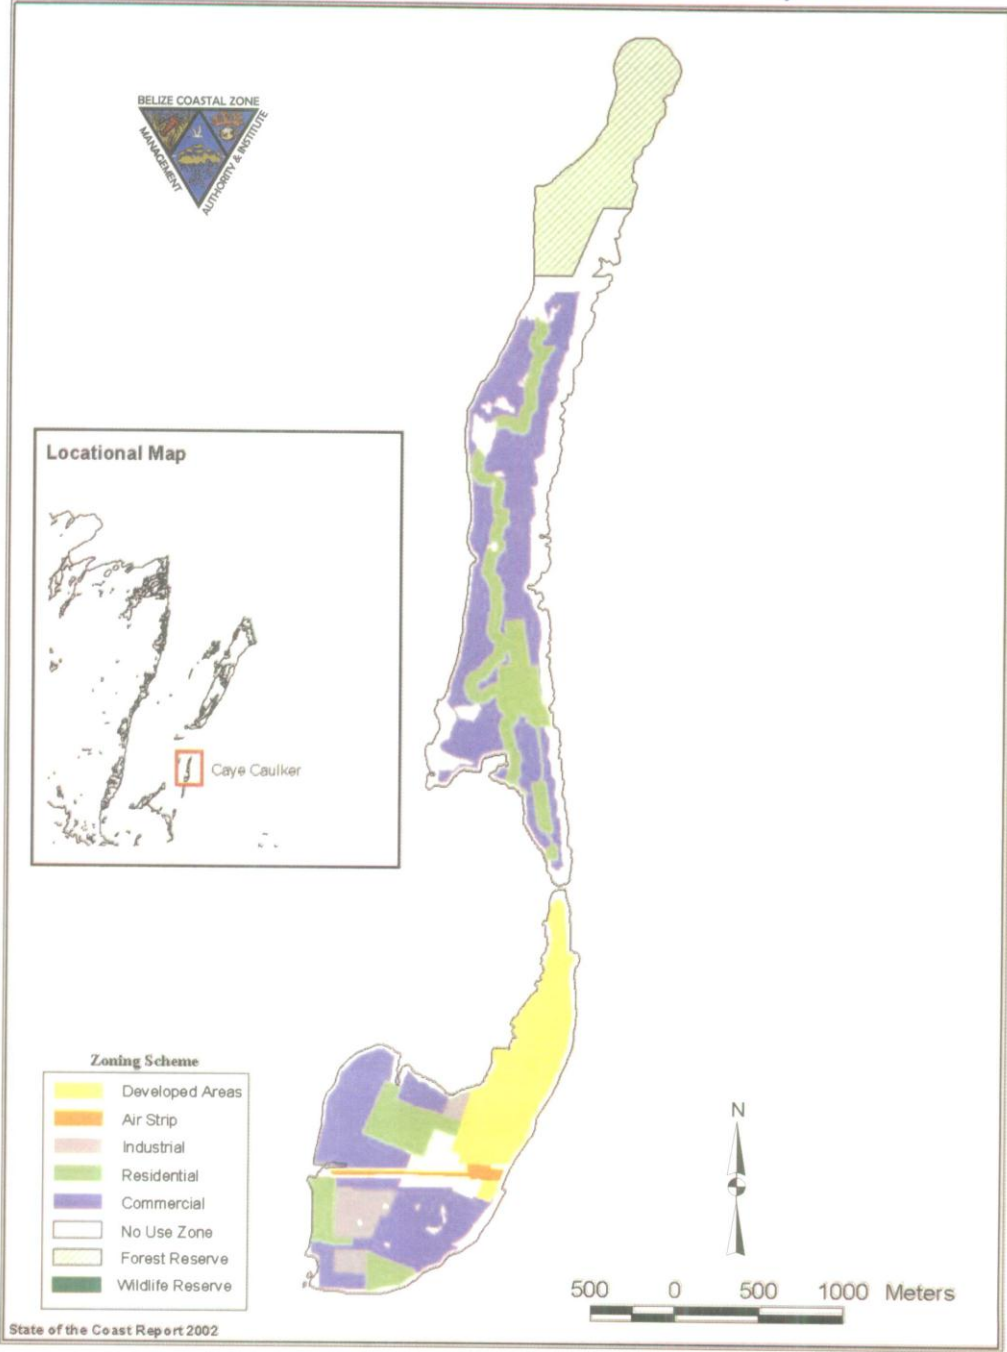 BELIZE COASTAL ZONE
MANAGEMENT
AUTHORITY & INSTITUTE
Locational Map
Caye Caulker
Zoning Scheme
Developed Areas
Air Strip
Industrial
Residential
Commercial
No Use Zone
Forest Reserve
Wildlife Reserve
N
500 0 500 1000 Meters
State of the Coast Report 2002